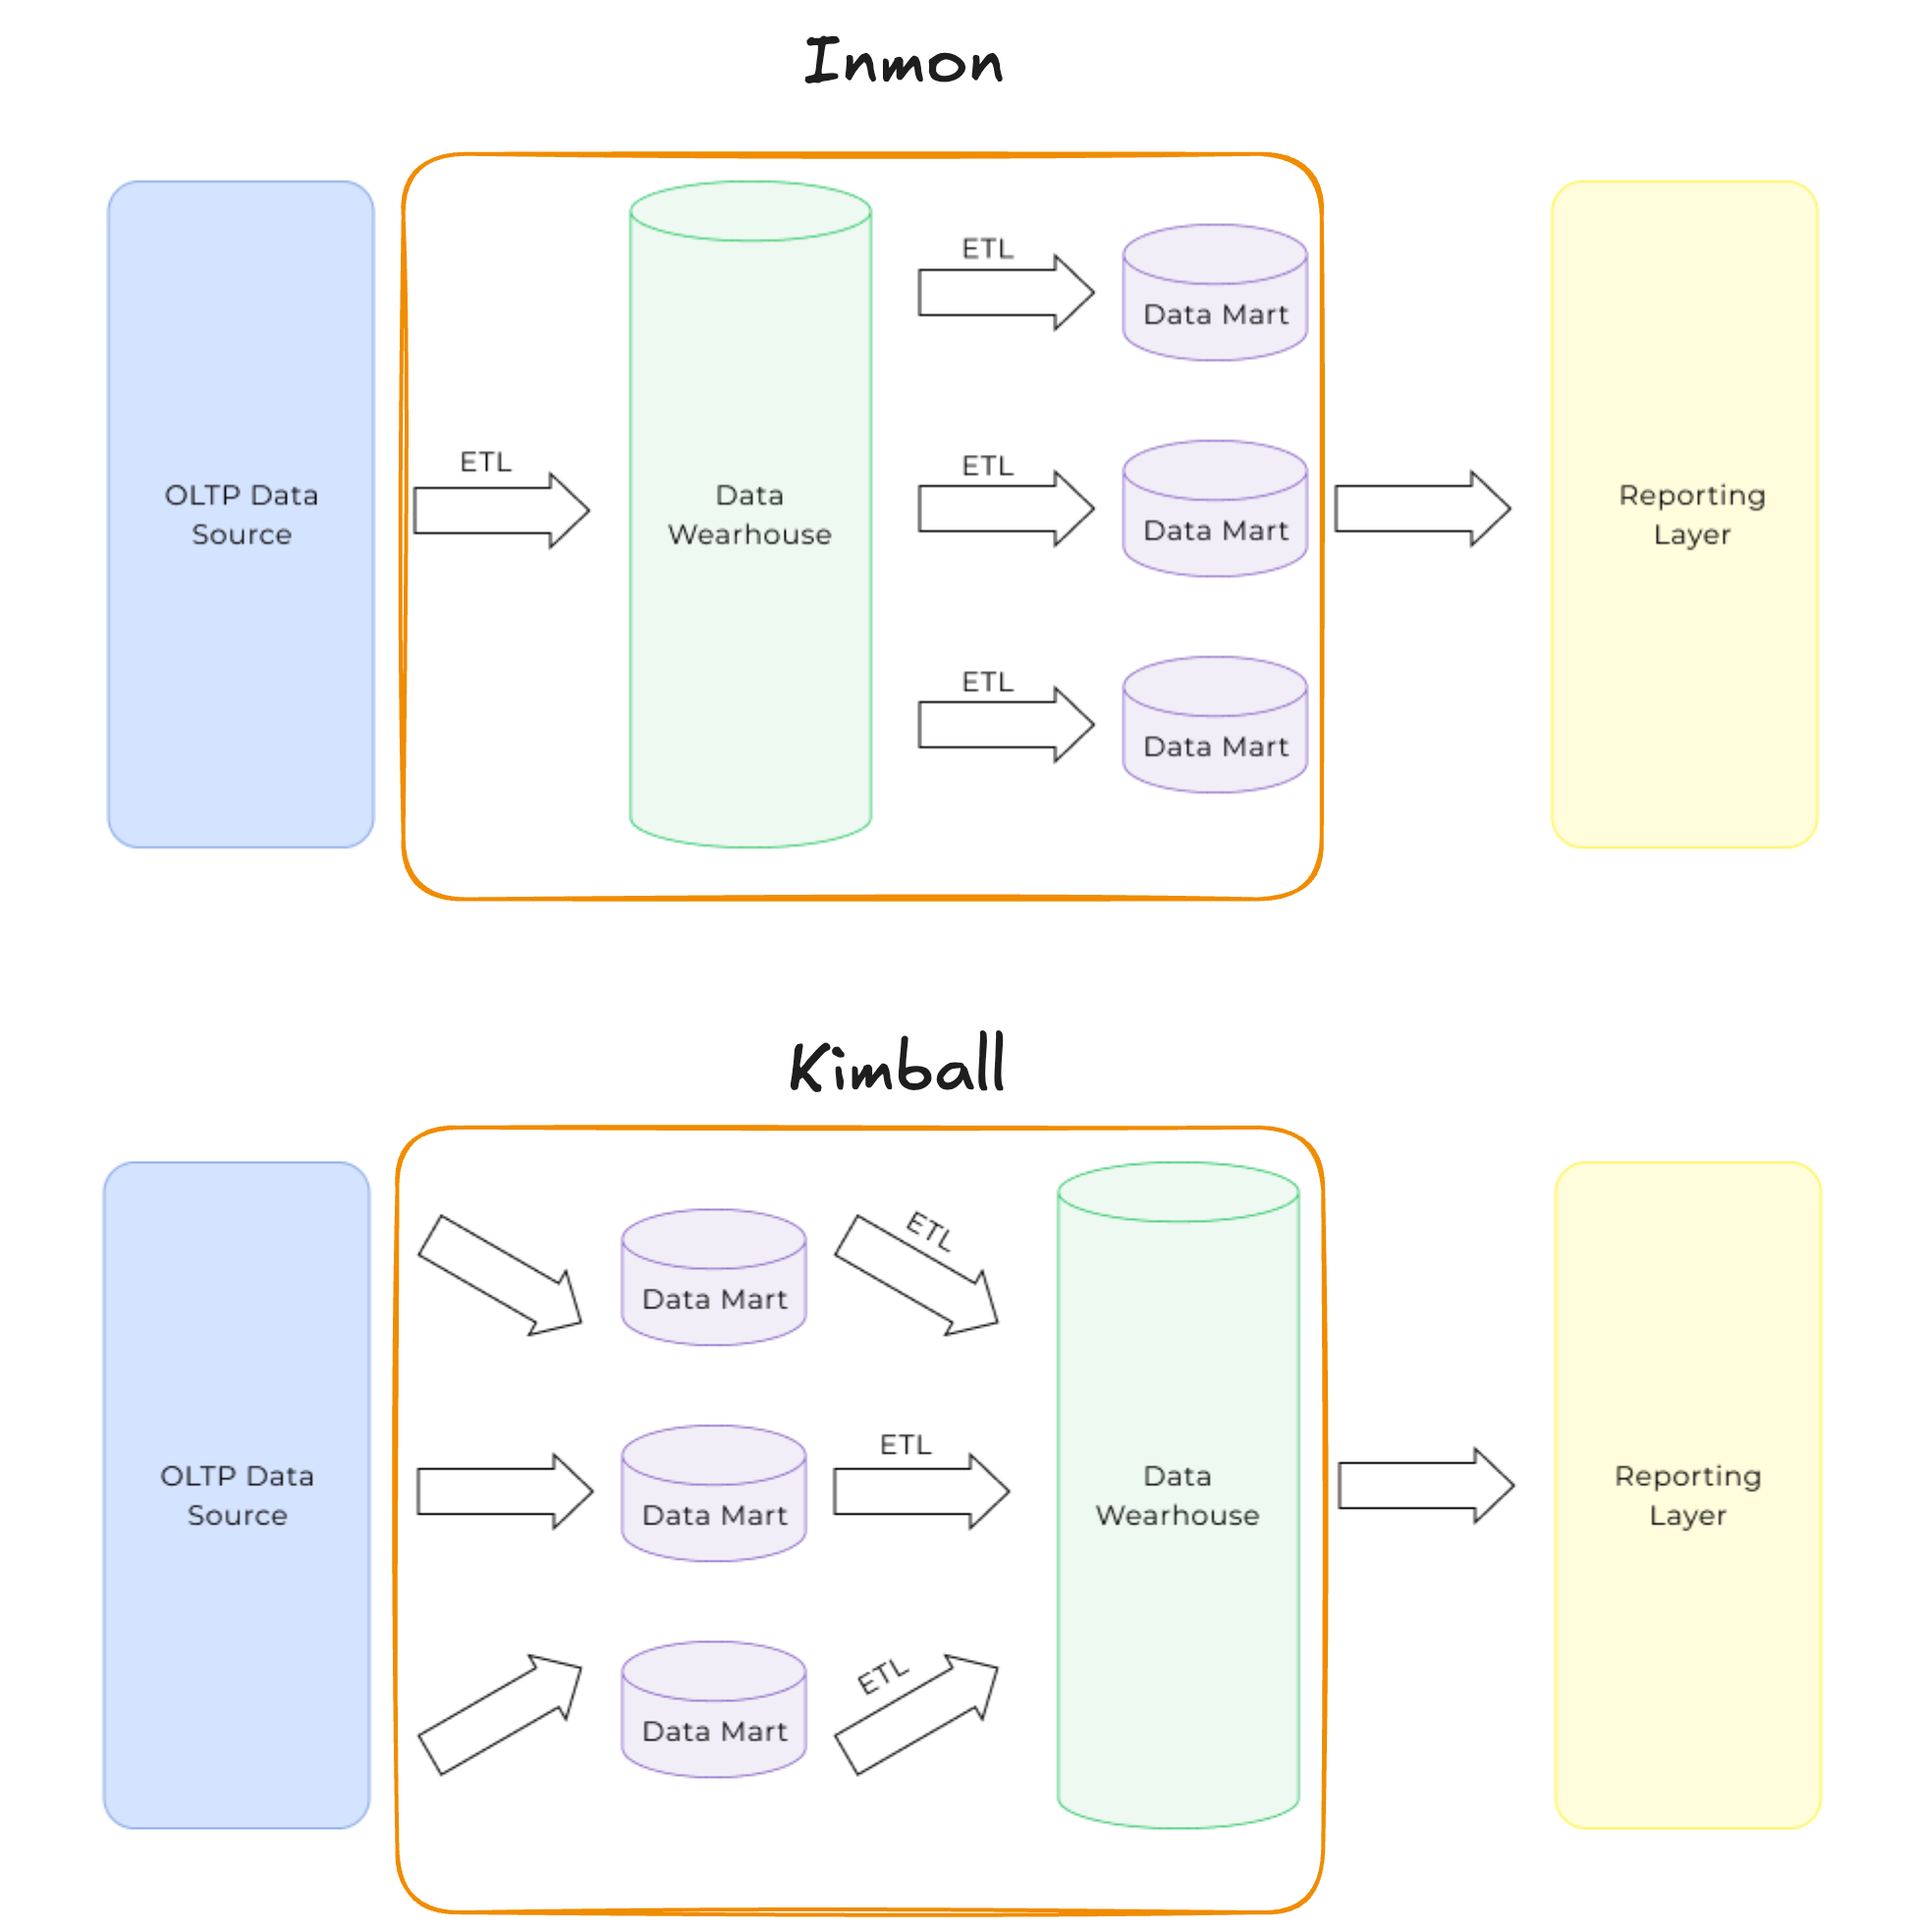 Inmon
ETL
Data Mart
ETL
OLTP Data
Source
Data
Wearhouse
ETL
Data Mart
Reporting
Layer
ETL
Data Mart
Kimball
ETL
Data Mart
OLTP Data
Source
ETL
Data Mart
Data
Wearhouse
Reporting
Layer
ETL
Data Mart